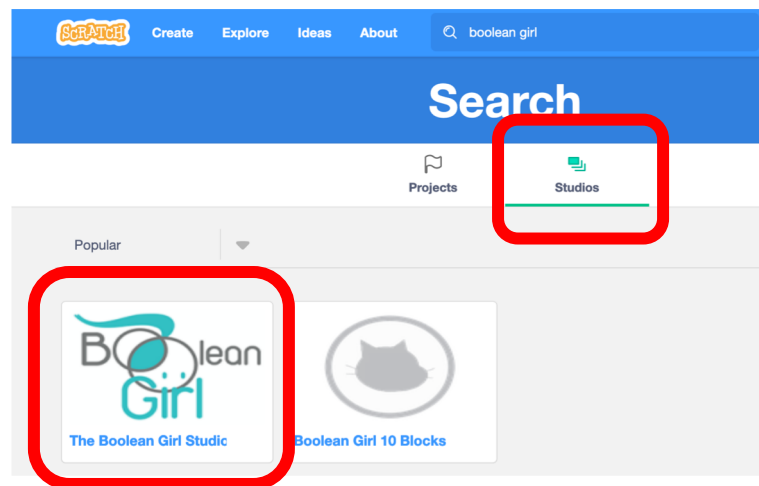 SCRATCH Create Explore Ideas About boolean girl
Search
Projects Studios
Popular
Boolean
Girl
The Boolean Girl Studio Boolean Girl 10 Blocks